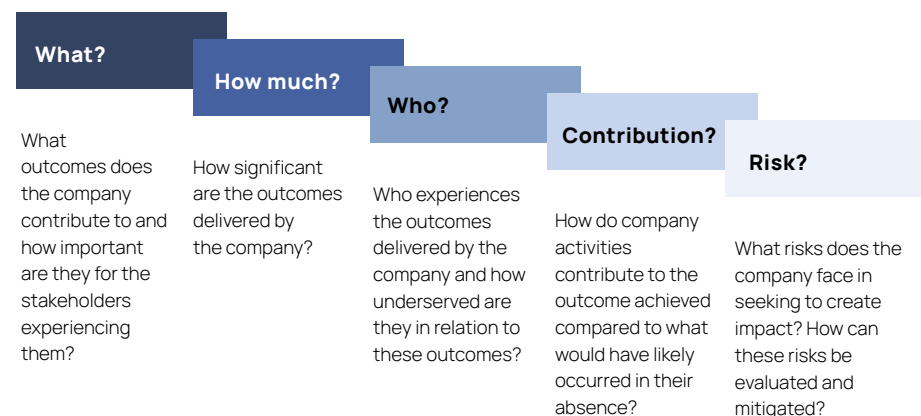 What?
What
outcomes does
the company
contribute to and
how important
are they for the
stakeholders
experiencing
them?
How much?
How significant
are the outcomes
delivered by
the company?
Who?
Who experiences
the outcomes
delivered by the
company and how
underserved are
they in relation to
these outcomes?
Contribution?
How do company
activities
contribute to the
outcome achieved
compared to what
would have likely
occurred in their
absence?
Risk?
What risks does the
company face in
seeking to create
impact? How can
these risks be
evaluated and
mitigated?